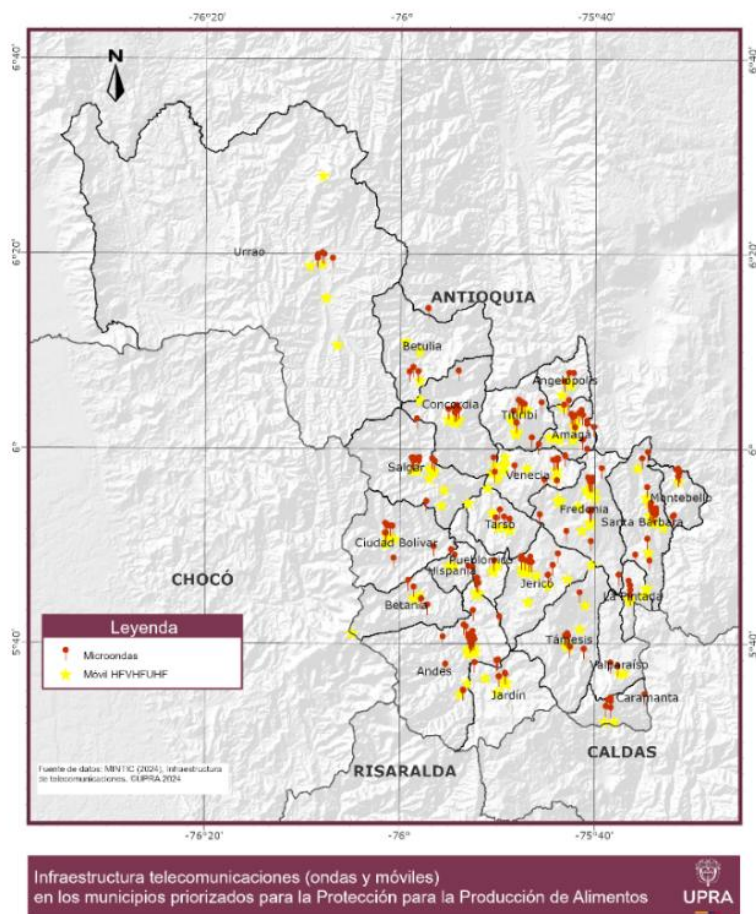 -76°20'
-76°
-75°40'
6°40'
6°40'
N
Urrao
6°20'
6°20'
ANTIOQUIA
Betulia
Angelópolis
Concordia
Titiribí
Amagá
6°
6°
Salgar
Venecia
Montebello
Fredonia
Santa Bárbara
Tarso
Ciudad Bolívar
Pueblorrico
Hispania
CHOCÓ
Jericó
La Pintada
Betania
Leyenda
Microondas
Móvil HFVHFUHF
5°40'
5°40'
Támesis
Andes
Valparaíso
Jardín
Caramanta
CALDAS
RISARALDA
Fuente de datos: MINTIC (2024), Infraestructura
de telecomunicaciones. ©UPRA 2024
-76°20'
-76°
-75°40'
Infraestructura telecomunicaciones (ondas y móviles)
en los municipios priorizados para la Protección para la Producción de Alimentos
UPRA